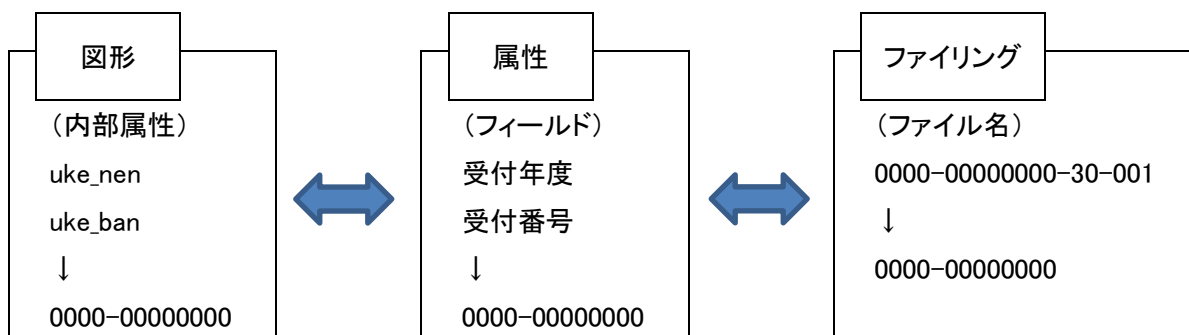 図形
(内部属性)
uke_nen
uke_ban
↓
0000-00000000
属性
(フィールド)
受付年度
受付番号
↓
0000-00000000
ファイリング
(ファイル名)
0000-00000000-30-001
↓
0000-00000000